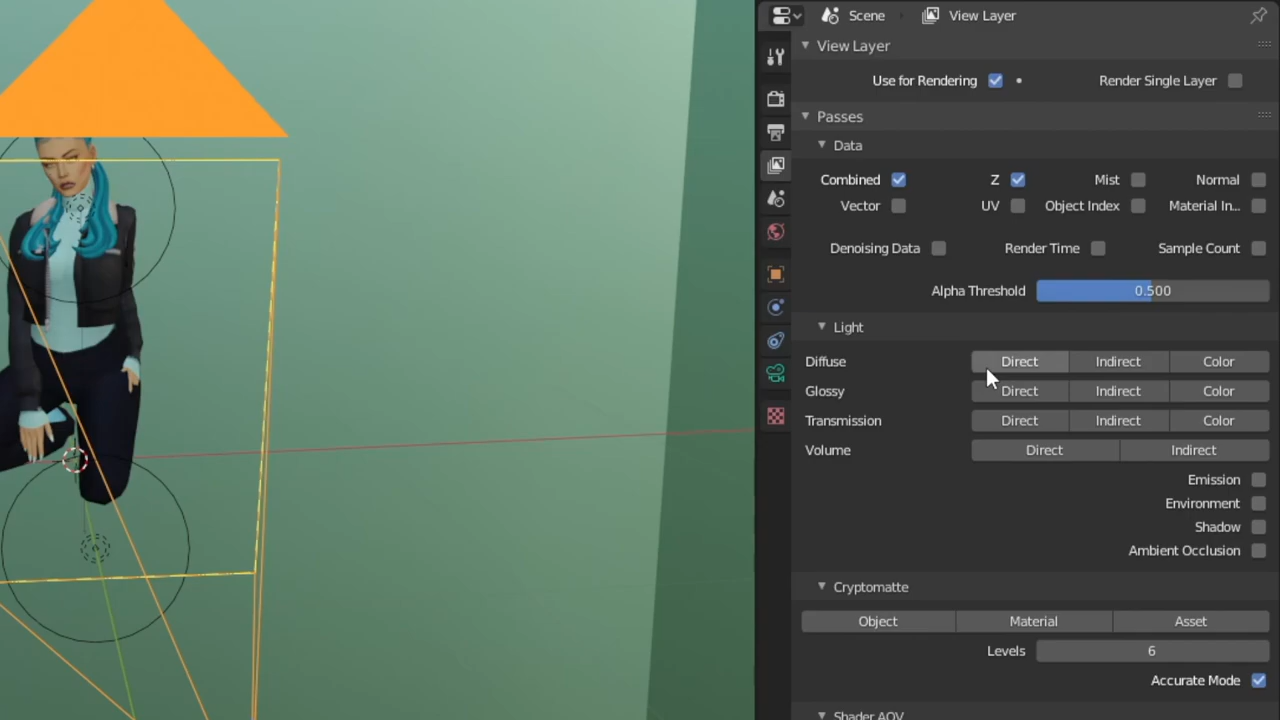 Scene View Layer
View Layer
Use for Rendering Render Single Layer
Passes
Data
Combined Z Mist Normal
Vector UV Object Index Material In...
Denoising Data Render Time Sample Count
Alpha Threshold 0.500
Light
Diffuse Direct Indirect Color
Glossy Direct Indirect Color
Transmission Direct Indirect Color
Volume Direct Indirect
Emission
Environment
Shadow
Ambient Occlusion
Cryptomatte
Object Material Asset
Levels 6
Accurate Mode
Shader AOV